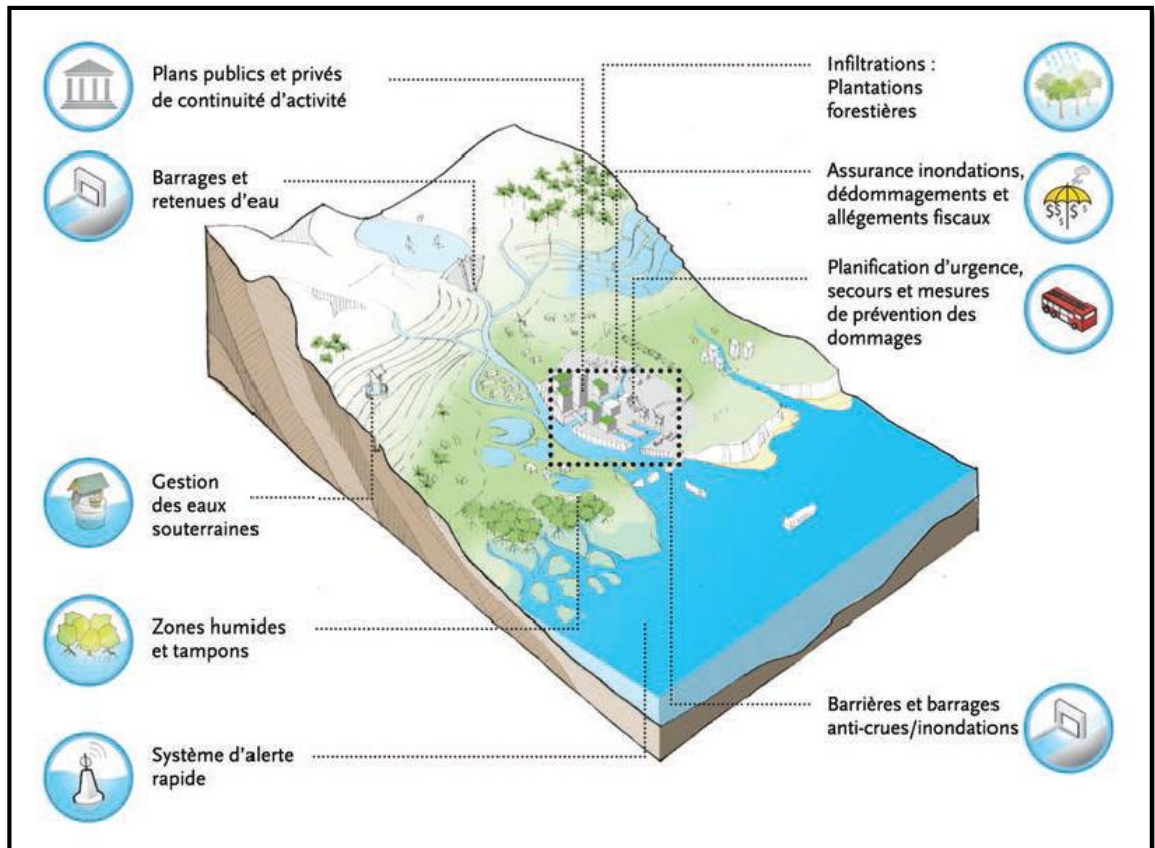 Plans publics et privés
de continuité d'activité
Barrages et
retenues d'eau
Gestion
des eaux
souterraines
Zones humides
et tampons
Système d'alerte
rapide
Infiltrations :
Plantations
forestières
Assurance inondations,
dédommagements et
allégements fiscaux
$$ $
$ $
Planification d'urgence,
secours et mesures
de prévention des
dommages
Barrières et barrages
anti-crues/inondations